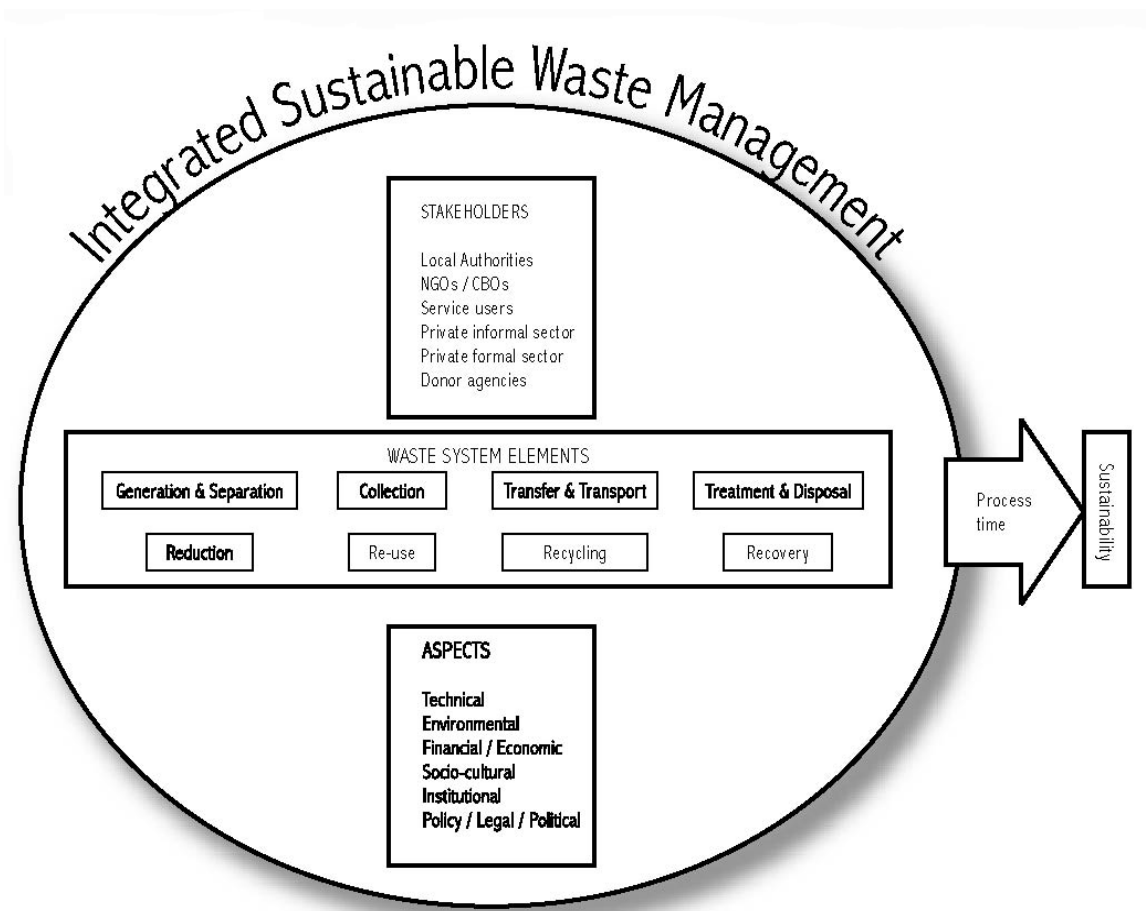 Integrated Sustainable Waste Management
STAKEHOLDERS
Local Authorities
NGOs / CBOs
Service users
Private informal sector
Private formal sector
Donor agencies
WASTE SYSTEM ELEMENTS
Generation & Separation
Collection
Transfer & Transport
Treatment & Disposal
Reduction
Re-use
Recycling
Recovery
Process
time
Sustainability
ASPECTS
Technical
Environmental
Financial / Economic
Socio-cultural
Institutional
Policy / Legal / Political